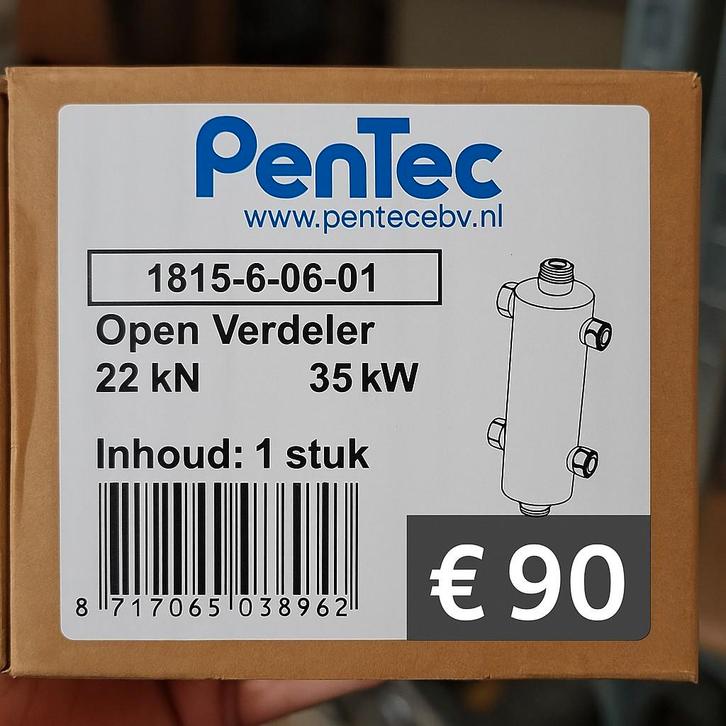 PenTec
www.pentecebv.nl
1815-6-06-01
Open Verdeler
22 kN 35 kW
Inhoud: 1 stuk
8 717065 038962
€ 90